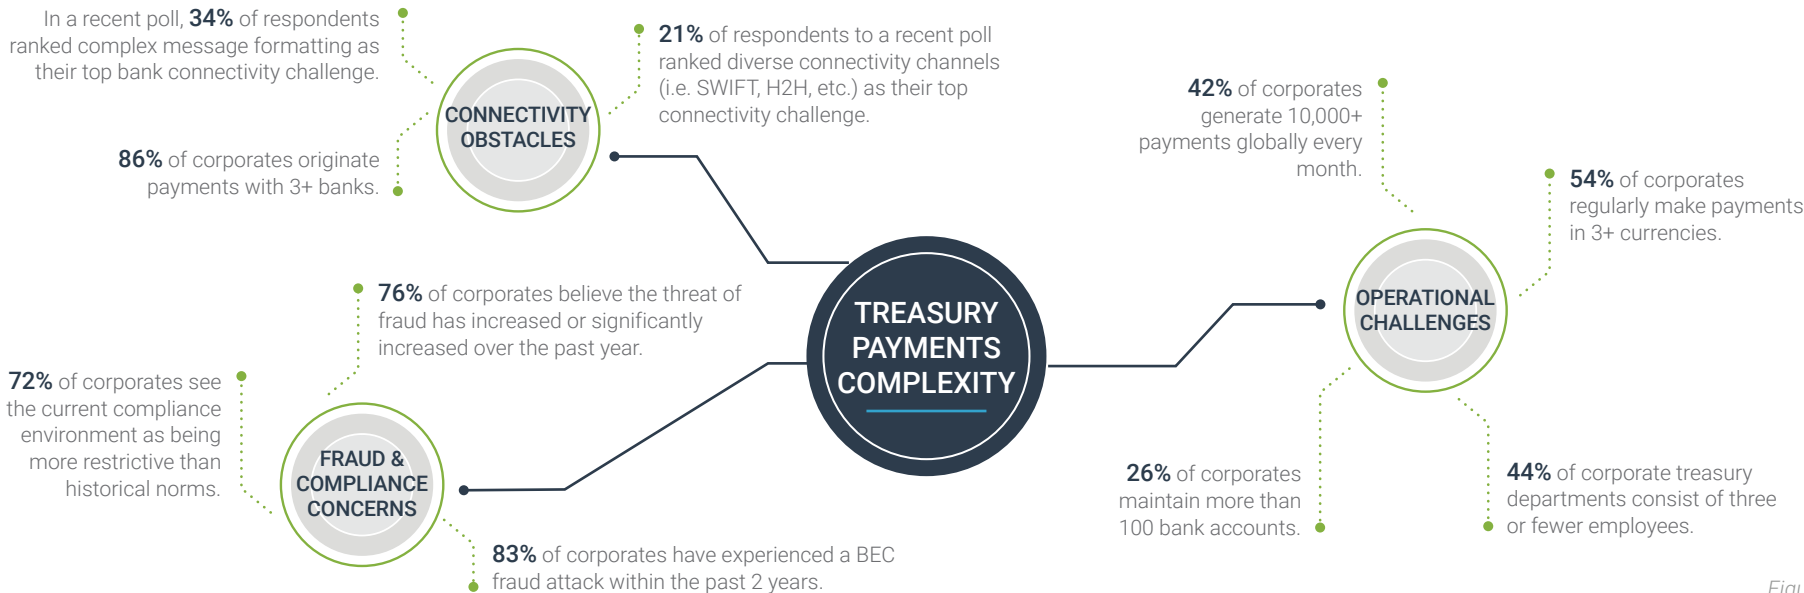 In a recent poll, 34% of respondents
ranked complex message formatting as
their top bank connectivity challenge.
21% of respondents to a recent poll
ranked diverse connectivity channels
(i.e. SWIFT, H2H, etc.) as their top
connectivity challenge.
CONNECTIVITY
OBSTACLES
86% of corporates originate
payments with 3+ banks.
42% of corporates
generate 10,000+
payments globally every
month.
54% of corporates
regularly make payments
in 3+ currencies.
OPERATIONAL
CHALLENGES
TREASURY
PAYMENTS
COMPLEXITY
76% of corporates believe the threat of
fraud has increased or significantly
increased over the past year.
72% of corporates see
the current compliance
environment as being
more restrictive than
historical norms.
FRAUD &
COMPLIANCE
CONCERNS
83% of corporates have experienced a BEC
fraud attack within the past 2 years.
26% of corporates
maintain more than
100 bank accounts.
44% of corporate treasury
departments consist of three
or fewer employees.